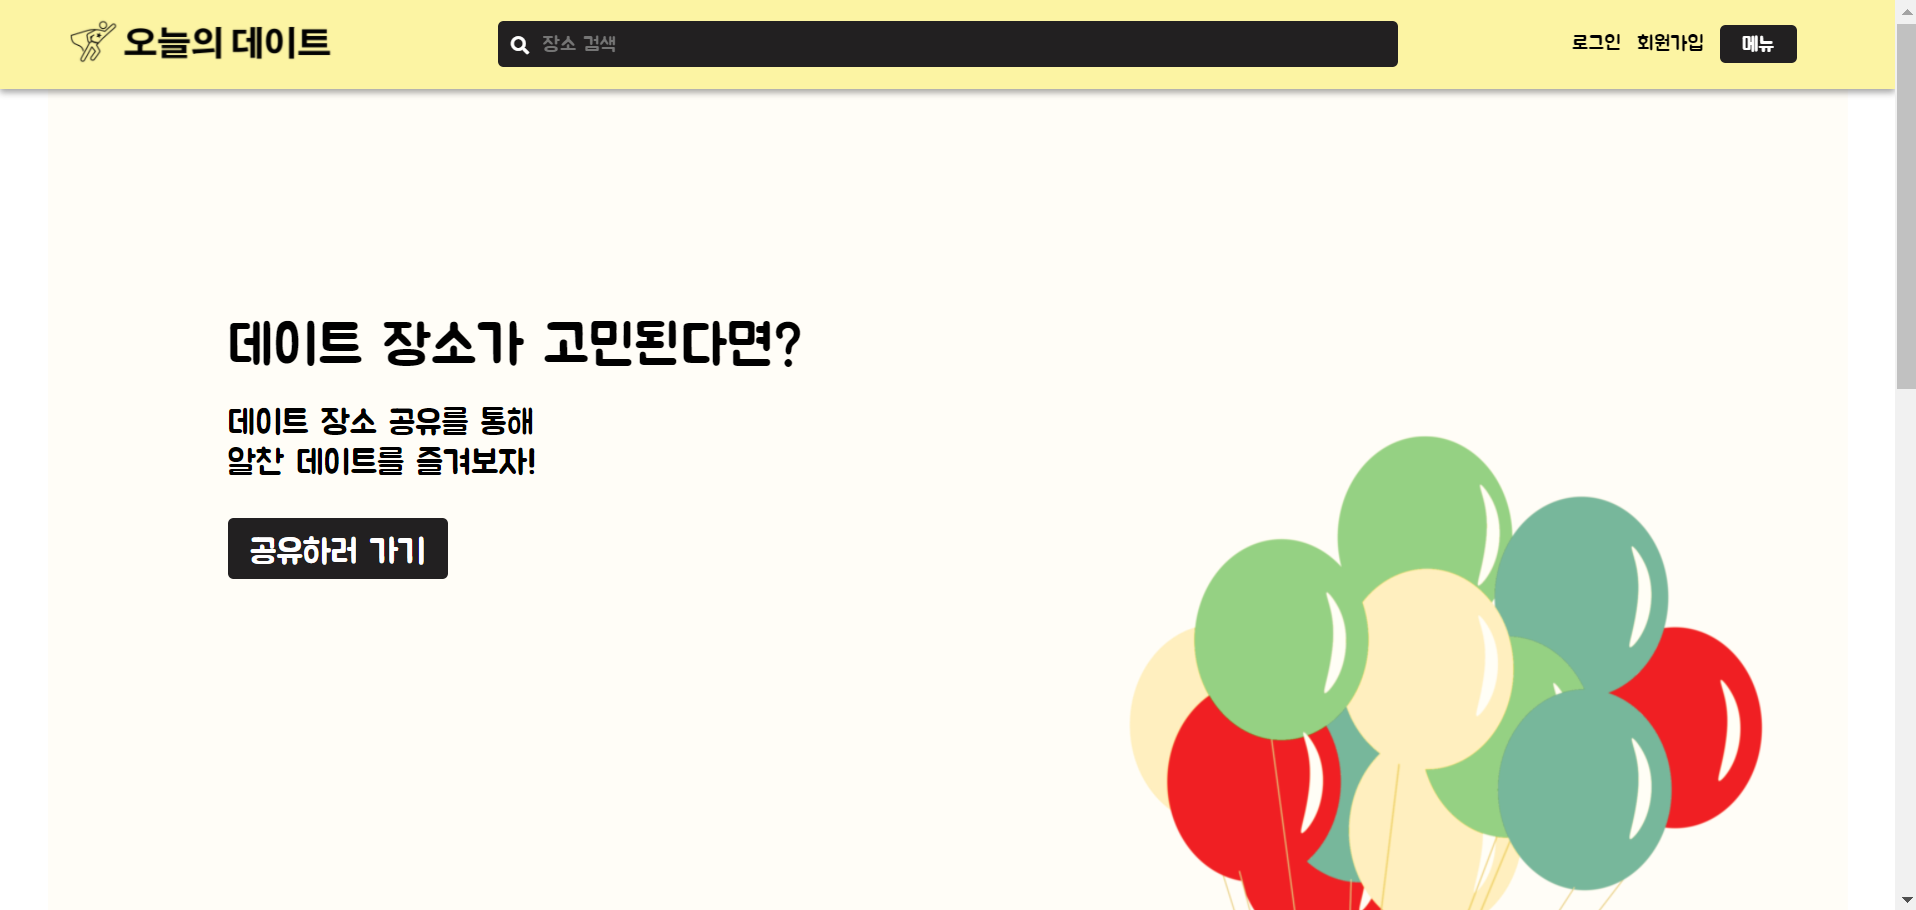 오늘의 데이트
장소 검색
로그인 회원가입 메뉴
데이트 장소가 고민된다면?
데이트 장소 공유를 통해
알찬 데이트를 즐겨보자!
공유하러 가기